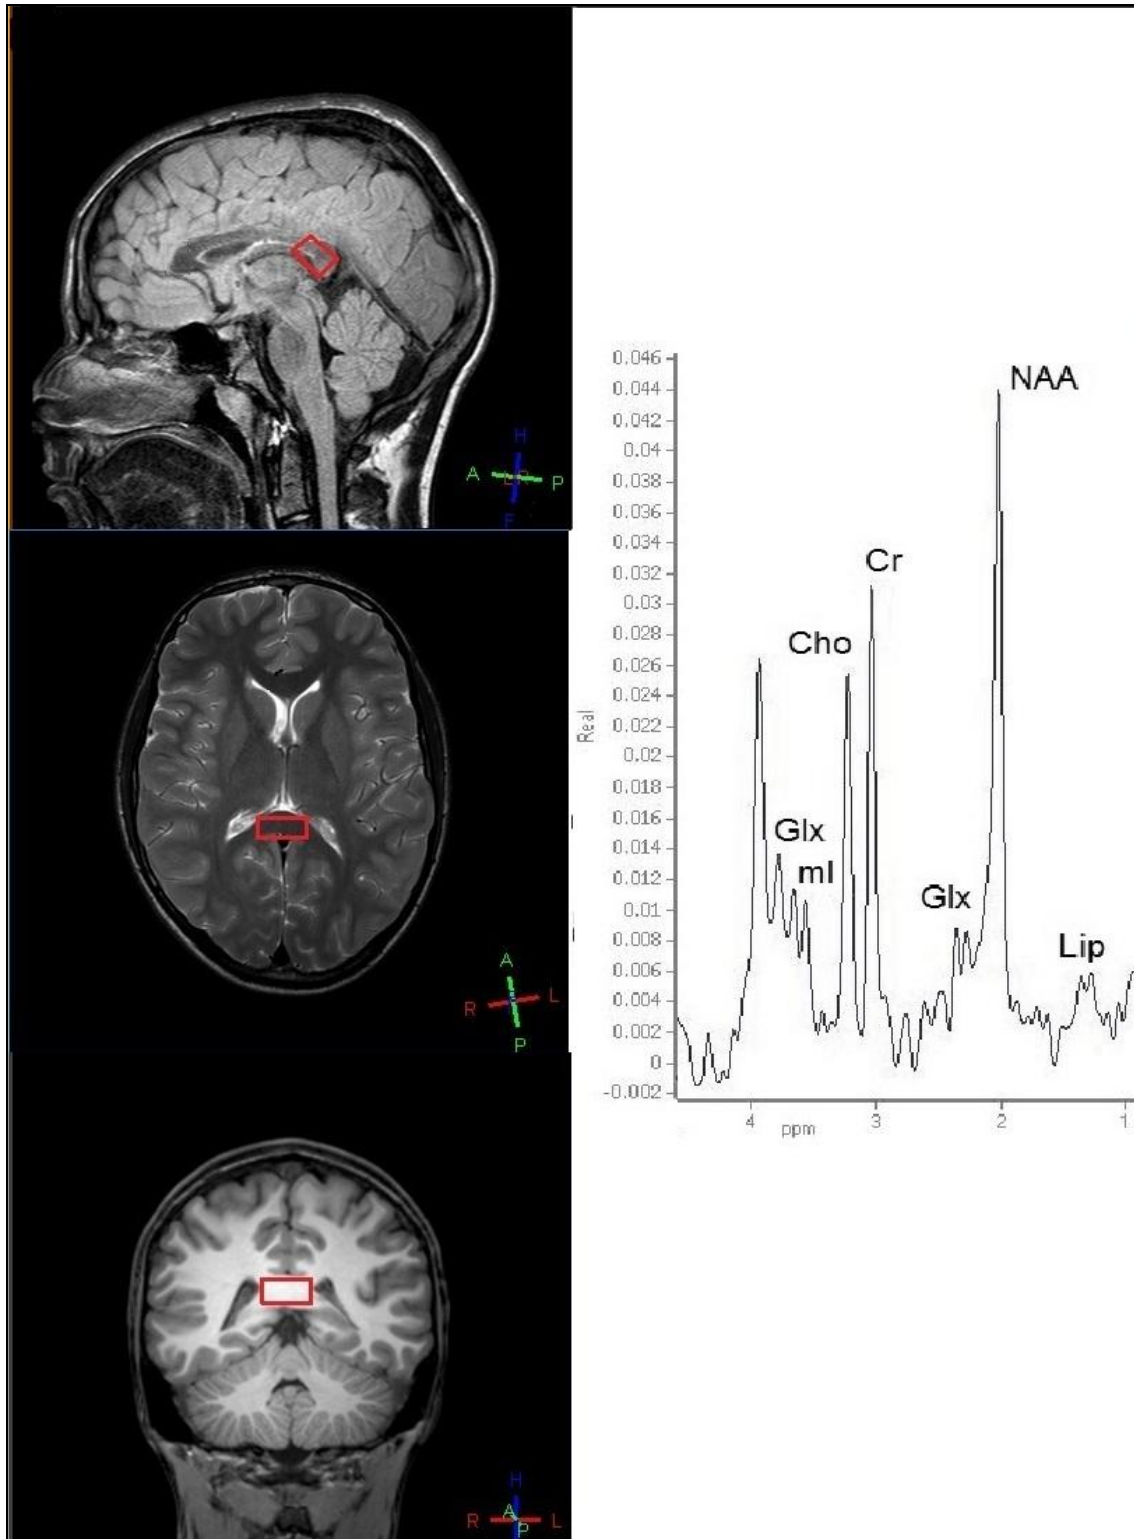 H
A
L
R
P
F
A
R
L
P
H
A
R
L
P
0.046
0.044
0.042
0.04
0.038
0.036
0.034
0.032
0.03
0.028
0.026
0.024
0.022
0.02
0.018
0.016
0.014
0.012
0.01
0.008
0.006
0.004
0.002
0
-0.002
Real
NAA
Cr
Cho
Glx
mI
Glx
Lip
4
3
2
1
ppm